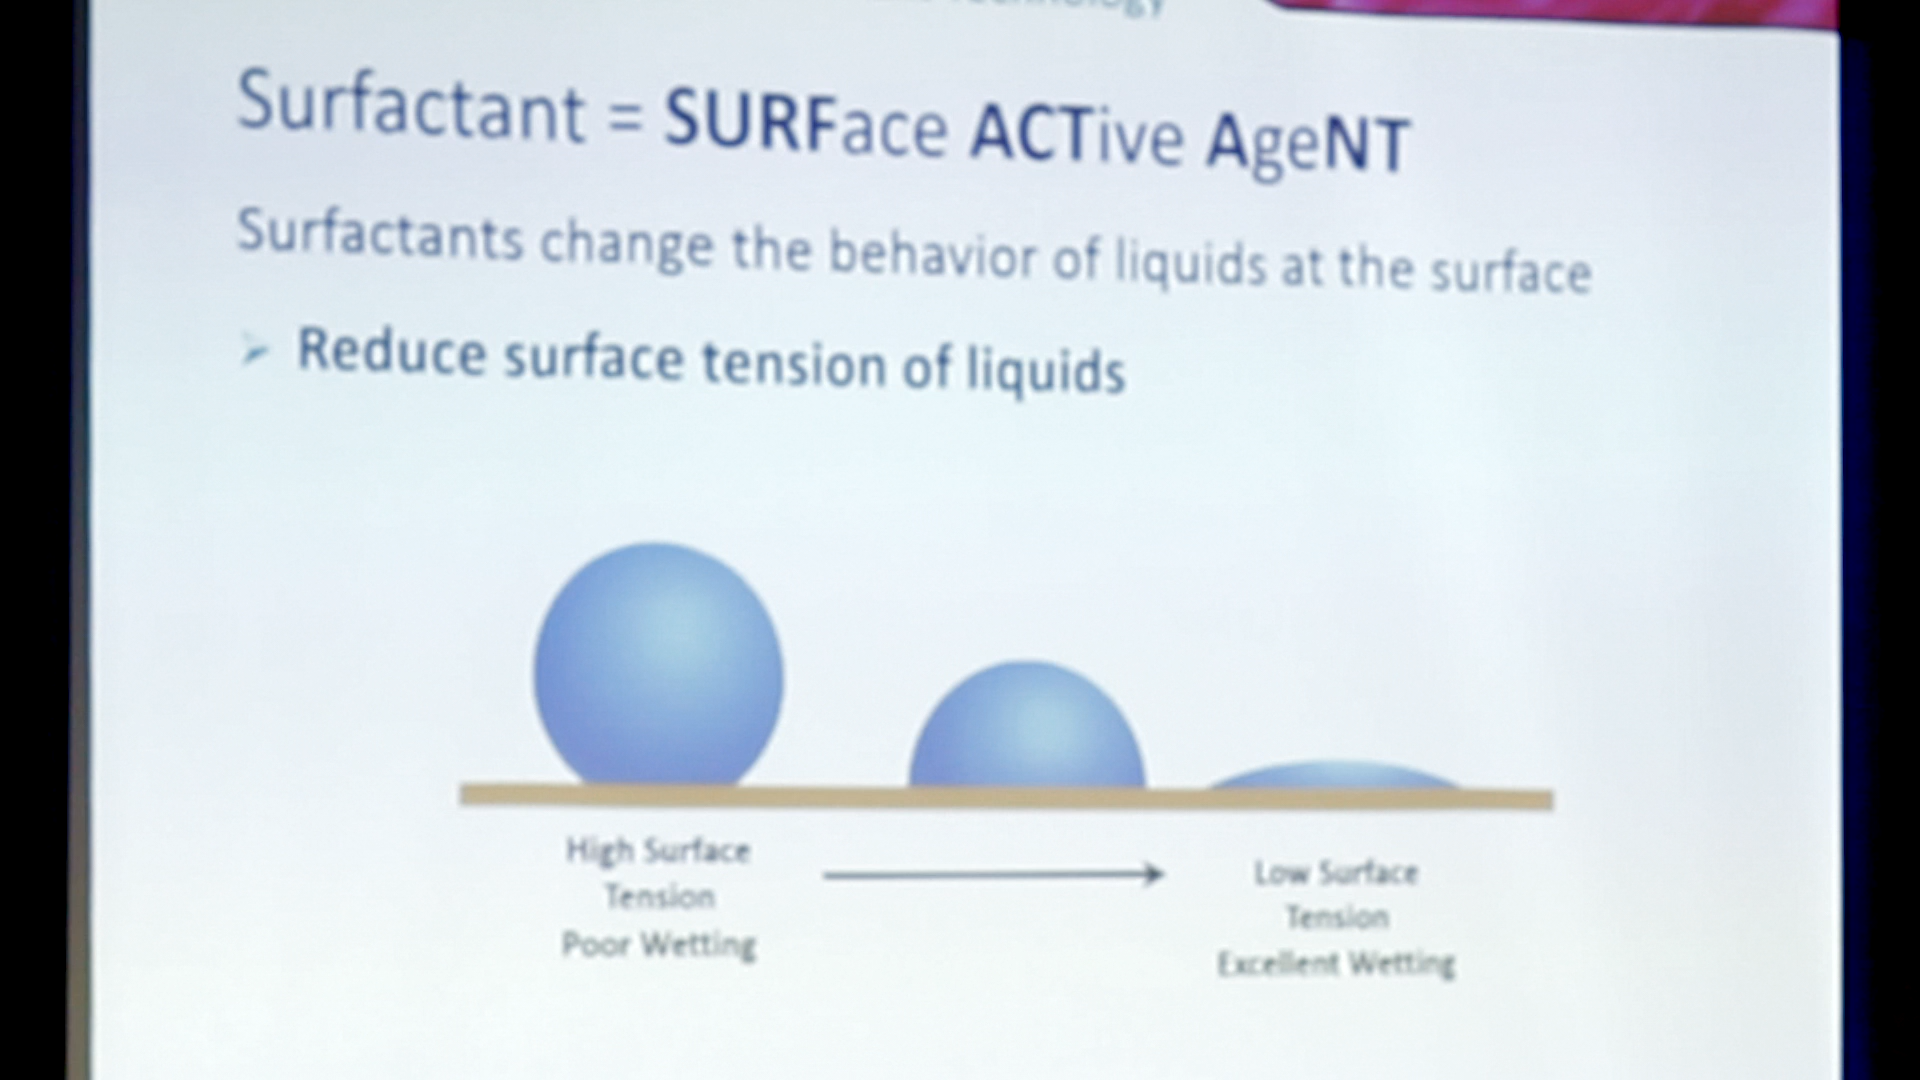 Technology
Surfactant = SURFace ACTive AgeNT
Surfactants change the behavior of liquids at the surface
➢ Reduce surface tension of liquids
High Surface
Tension
Poor Wetting
Low Surface
Tension
Excellent Wetting